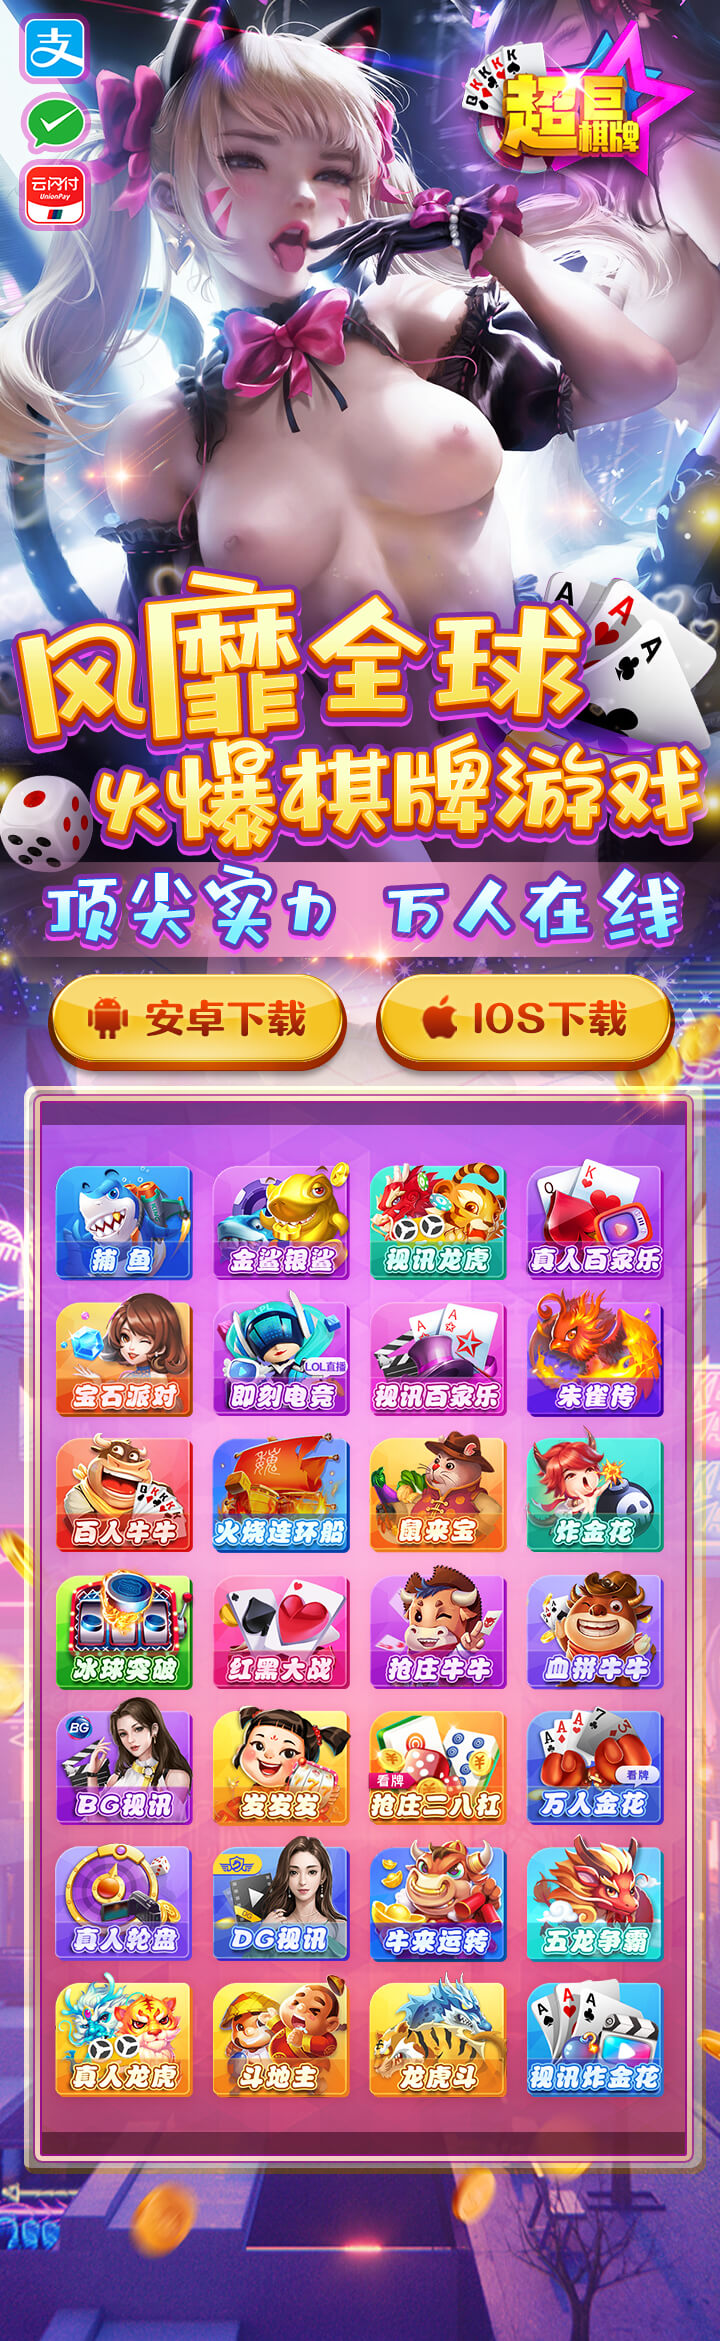 支
云闪付
UnionPay
超巨棋牌
风靡全球
火爆棋牌游戏
顶尖实力 万人在线
安卓下载
IOS下载
捕鱼
金鲨银鲨
视讯龙虎
真人百家乐
宝石派对
LPL
LOL直播
即刻电竞
视讯百家乐
朱雀传
百人牛牛
魏
火烧连环船
鼠来宝
炸金花
冰球突破
红黑大战
抢庄牛牛
血拼牛牛
BG
BG视讯
发发发
看牌
抢庄二八杠
看牌
万人金花
真人轮盘
DG
DG视讯
牛来运转
五龙争霸
真人龙虎
斗地主
龙虎斗
视讯炸金花